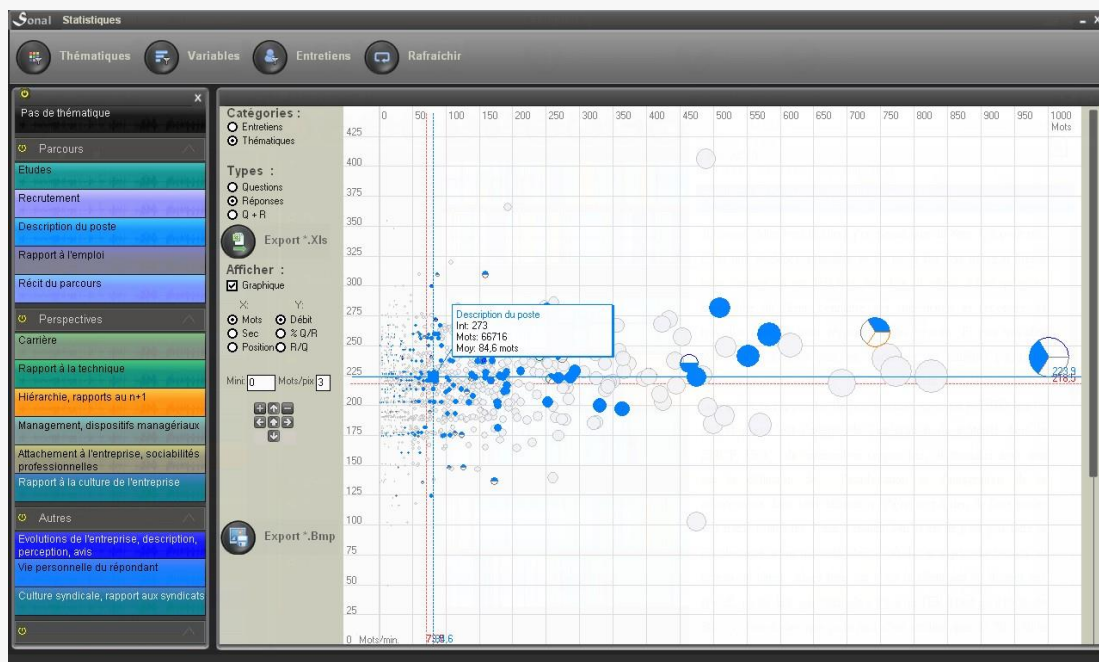 Sonal Statistiques
Thématiques Variables Entretiens Rafraîchir
x
Pas de thématique
Parcours
Etudes
Recrutement
Description du poste
Rapport à l'emploi
Récit du parcours
Perspectives
Carrière
Rapport à la technique
Hiérarchie, rapports au n+1
Management, dispositifs managériaux
Attachement à l'entreprise, sociabilités
professionnelles
Rapport à la culture de l'entreprise
Autres
Evolutions de l'entreprise, description,
perception, avis
Vie personnelle du répondant
Culture syndicale, rapport aux syndicats
Catégories :
Entretiens
Thématiques
Types :
Questions
Réponses
Q + R
Export *.Xls
Afficher :
Graphique
X: Y:
Mots Débit
Sec % Q/R
Position R/Q
Mini: 0 Mots/pix 3
Export *.Bmp
0 50 100 150 200 250 300 350 400 450 500 550 600 650 700 750 800 850 900 950 1000
Mots
425
400
375
350
325
300
275
250
225
200
175
150
125
100
75
50
25
0 Mots/min.
Description du poste
Int: 273
Mots: 66716
Moy: 84,6 mots
229,9
218,5